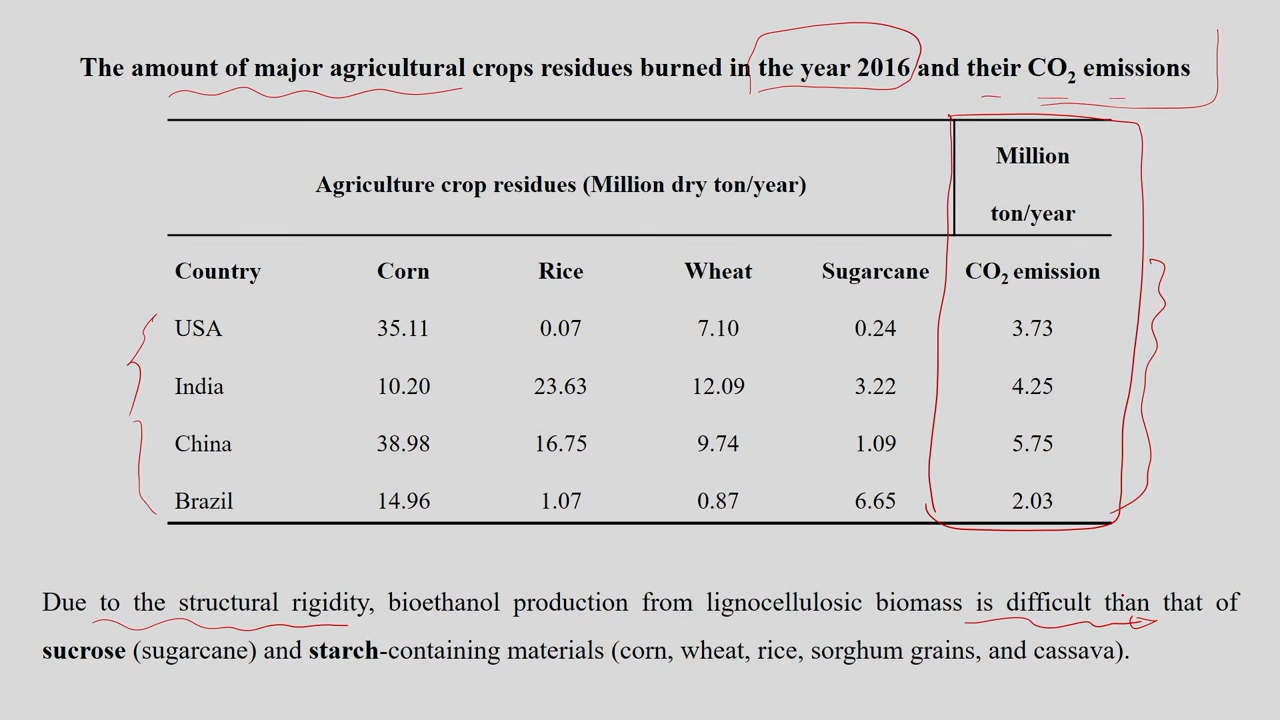 The amount of major agricultural crops residues burned in the year 2016 and their CO₂ emissions
Agriculture crop residues (Million dry ton/year) Million ton/year
Country Corn Rice Wheat Sugarcane CO₂ emission
USA 35.11 0.07 7.10 0.24 3.73
India 10.20 23.63 12.09 3.22 4.25
China 38.98 16.75 9.74 1.09 5.75
Brazil 14.96 1.07 0.87 6.65 2.03
Due to the structural rigidity, bioethanol production from lignocellulosic biomass is difficult than that of
sucrose (sugarcane) and starch-containing materials (corn, wheat, rice, sorghum grains, and cassava).